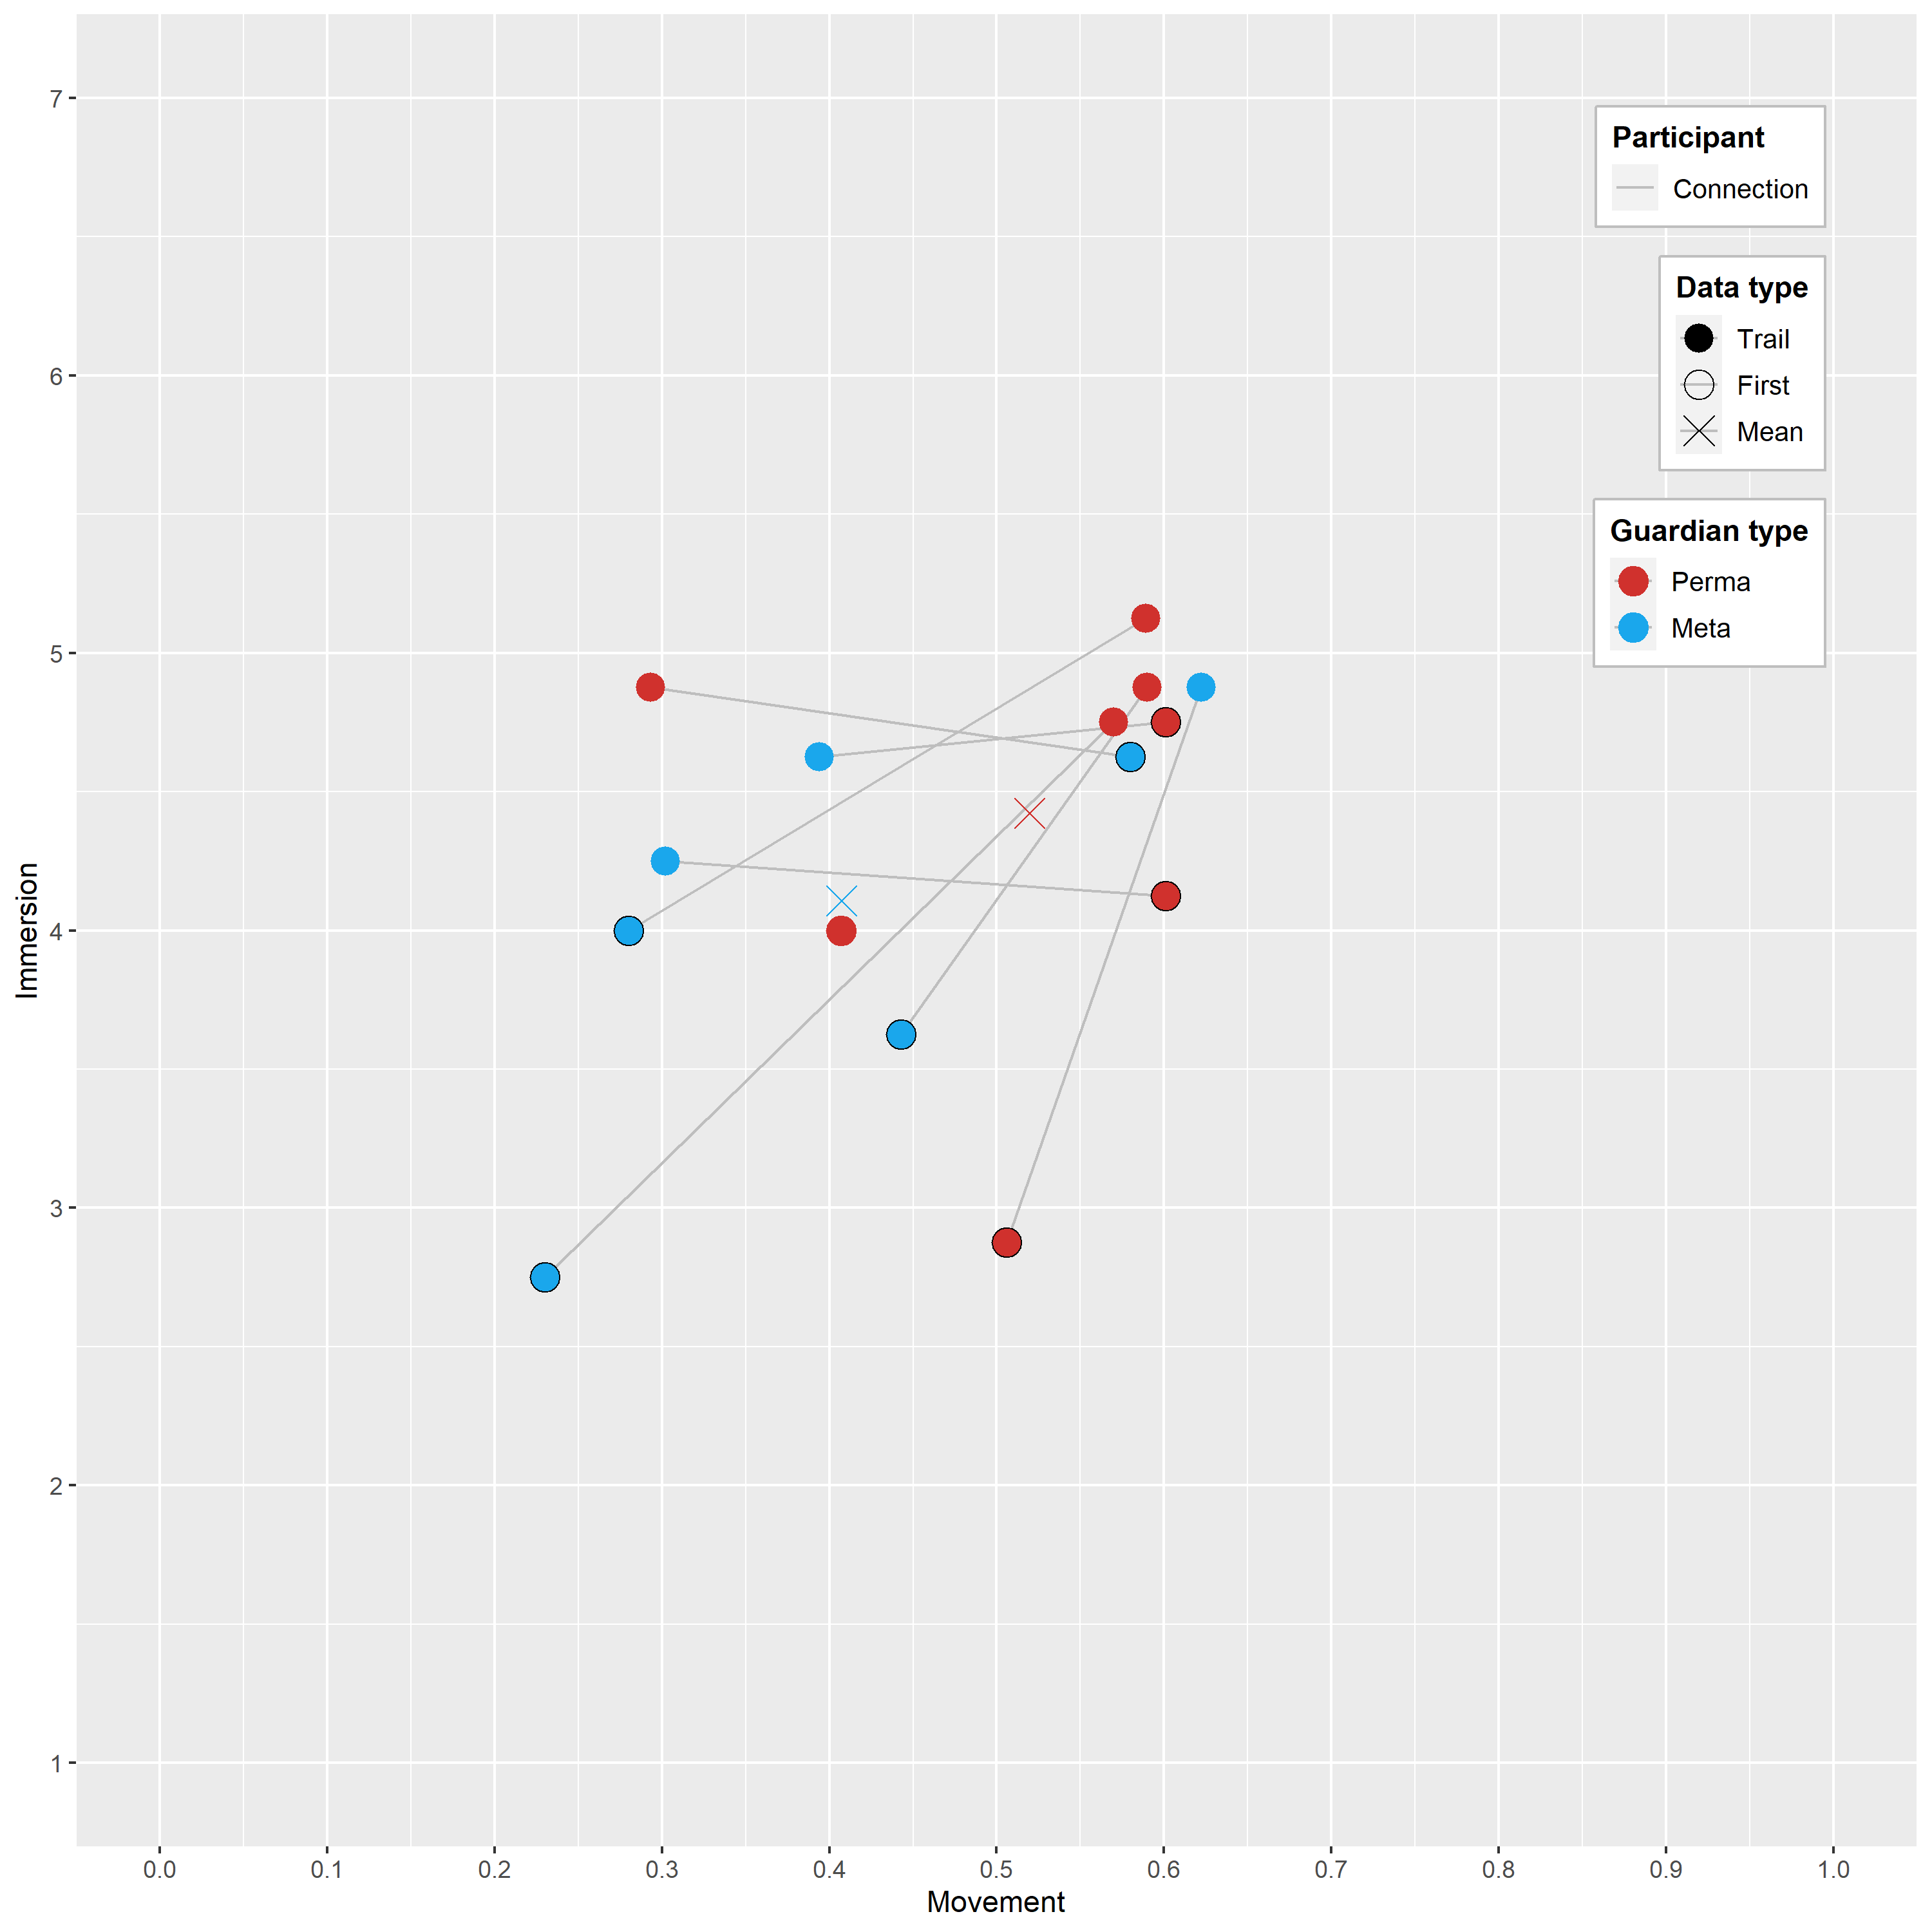 7
6
5
4
3
2
1
Immersion
0.0 0.1 0.2 0.3 0.4 0.5 0.6 0.7 0.8 0.9 1.0
Movement
Participant
Connection
Data type
Trail
First
Mean
Guardian type
Perma
Meta